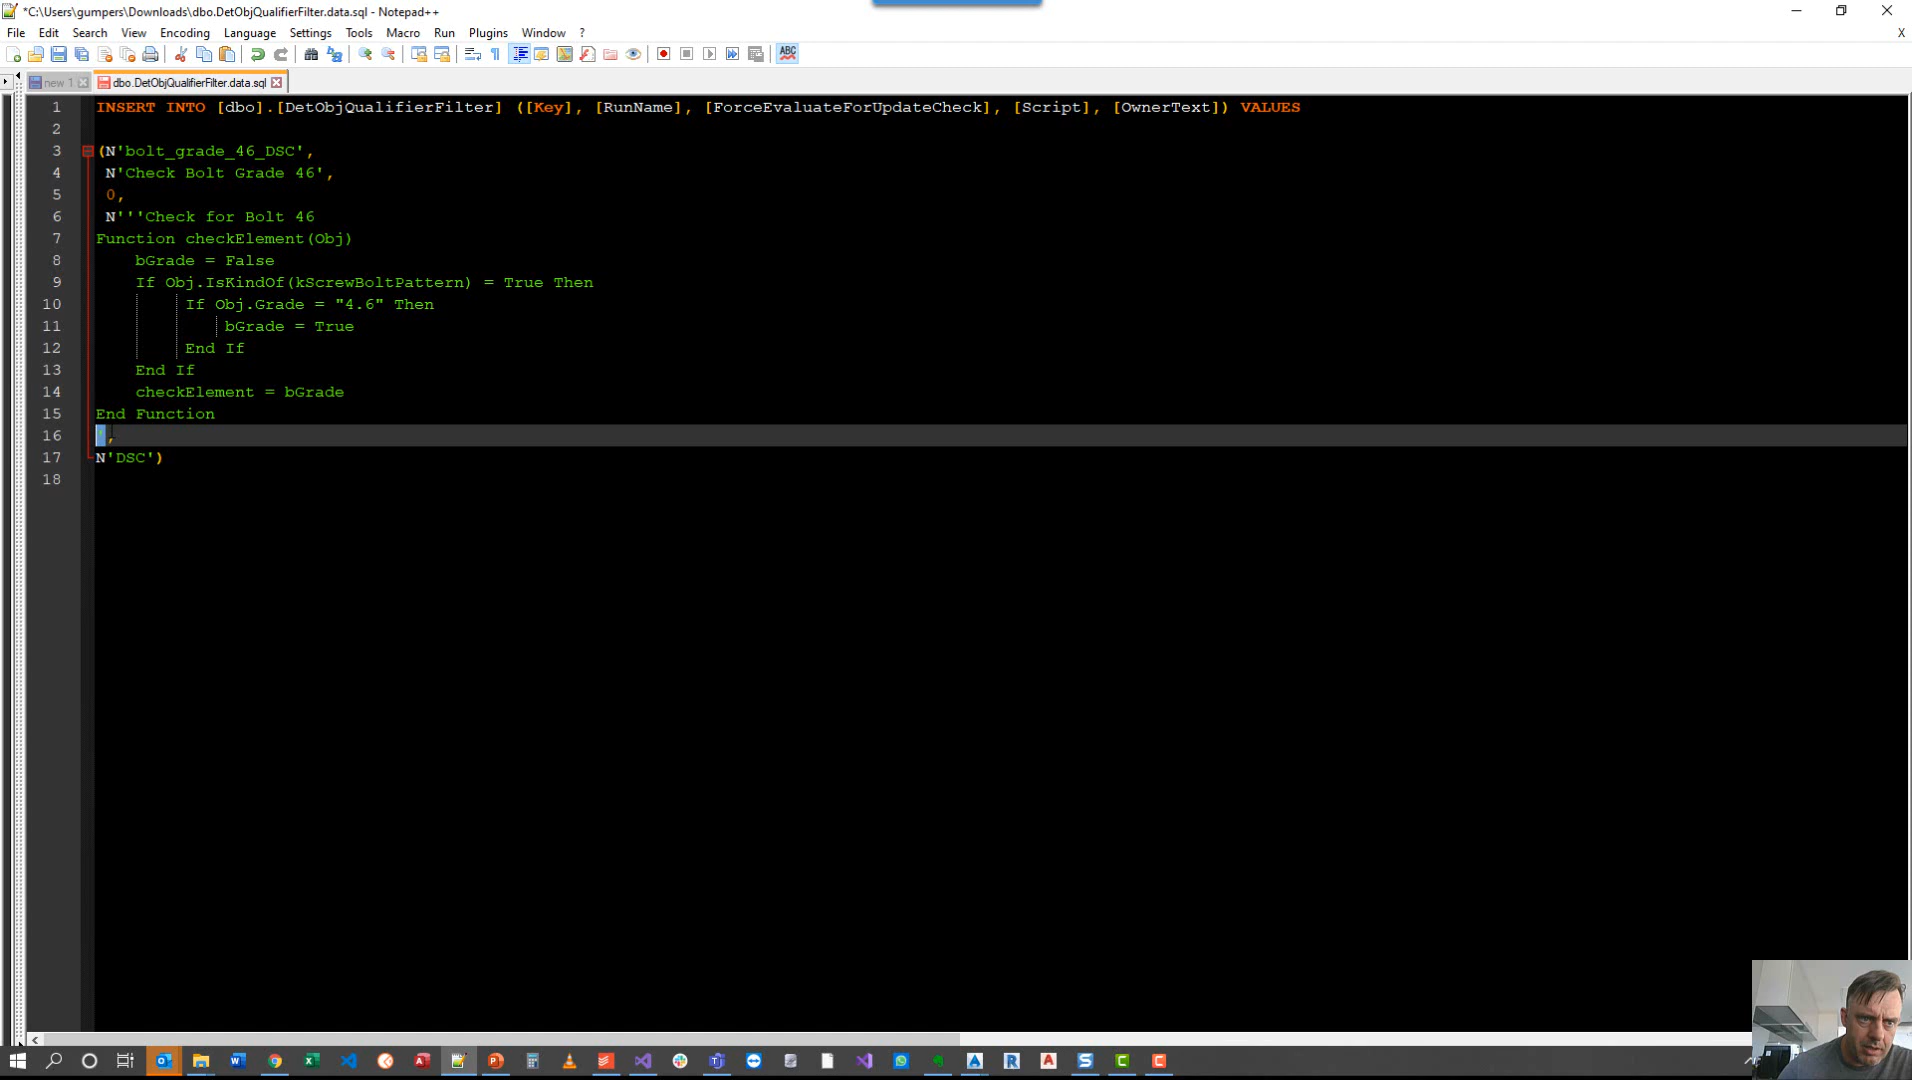 *C:\Users\gumpers\Downloads\dbo.DetObjQualifierFilter.data.sql - Notepad++
File Edit Search View Encoding Language Settings Tools Macro Run Plugins Window ? X
new 1 dbo.DetObjQualifierFilter.data.sql
1 INSERT INTO [dbo].[DetObjQualifierFilter] ([Key], [RunName], [ForceEvaluateForUpdateCheck], [Script], [OwnerText]) VALUES
2
3 (N'bolt_grade_46_DSC',
4 N'Check Bolt Grade 46',
5 0,
6 N'''Check for Bolt 46
7 Function checkElement(Obj)
8 bGrade = False
9 If Obj.IsKindOf(kScrewBoltPattern) = True Then
10 If Obj.Grade = "4.6" Then
11 bGrade = True
12 End If
13 End If
14 checkElement = bGrade
15 End Function
16 ',
17 N'DSC')
18